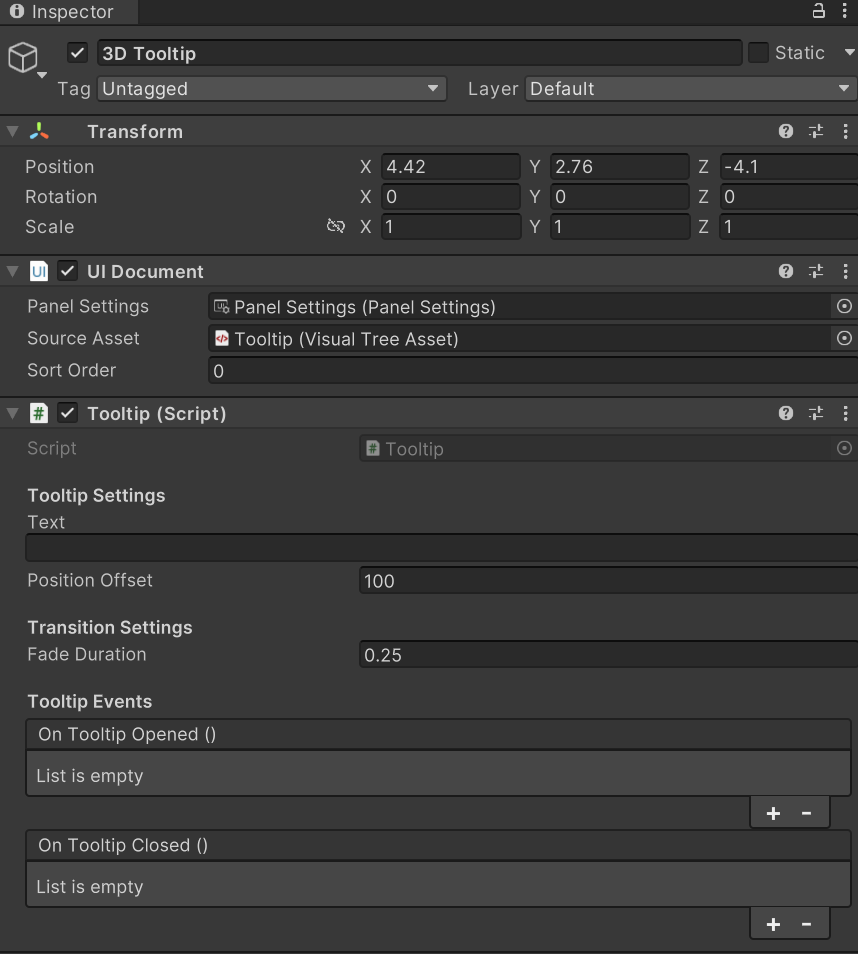 Inspector
3D Tooltip Static
Tag Untagged Layer Default
Transform
Position X 4.42 Y 2.76 Z -4.1
Rotation X 0 Y 0 Z 0
Scale X 1 Y 1 Z 1
UI UI Document
Panel Settings Panel Settings (Panel Settings)
Source Asset Tooltip (Visual Tree Asset)
Sort Order 0
# Tooltip (Script)
Script # Tooltip
Tooltip Settings
Text
Position Offset 100
Transition Settings
Fade Duration 0.25
Tooltip Events
On Tooltip Opened ()
List is empty
+ -
On Tooltip Closed ()
List is empty
+ -